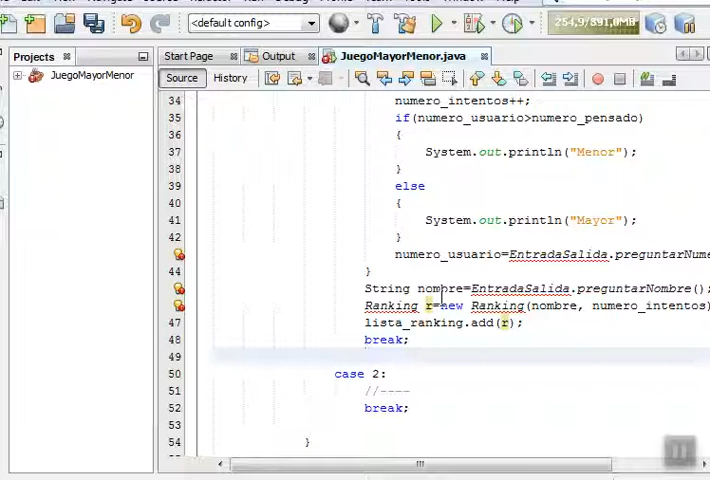 <default config>
254,9/891,0MB
Projects
Start Page
Output
JuegoMayorMenor.java
JuegoMayorMenor
Source
History
34 numero_intentos++;
35 if(numero_usuario>numero_pensado)
36 {
37 System.out.println("Menor");
38 }
39 else
40 {
41 System.out.println("Mayor");
42 }
numero_usuario=EntradaSalida.preguntarNume
44 }
String nombre=EntradaSalida.preguntarNombre();
Ranking r=new Ranking(nombre, numero_intentos)
47 lista_ranking.add(r);
48 break;
49
50 case 2:
51 //----
52 break;
53
54 }